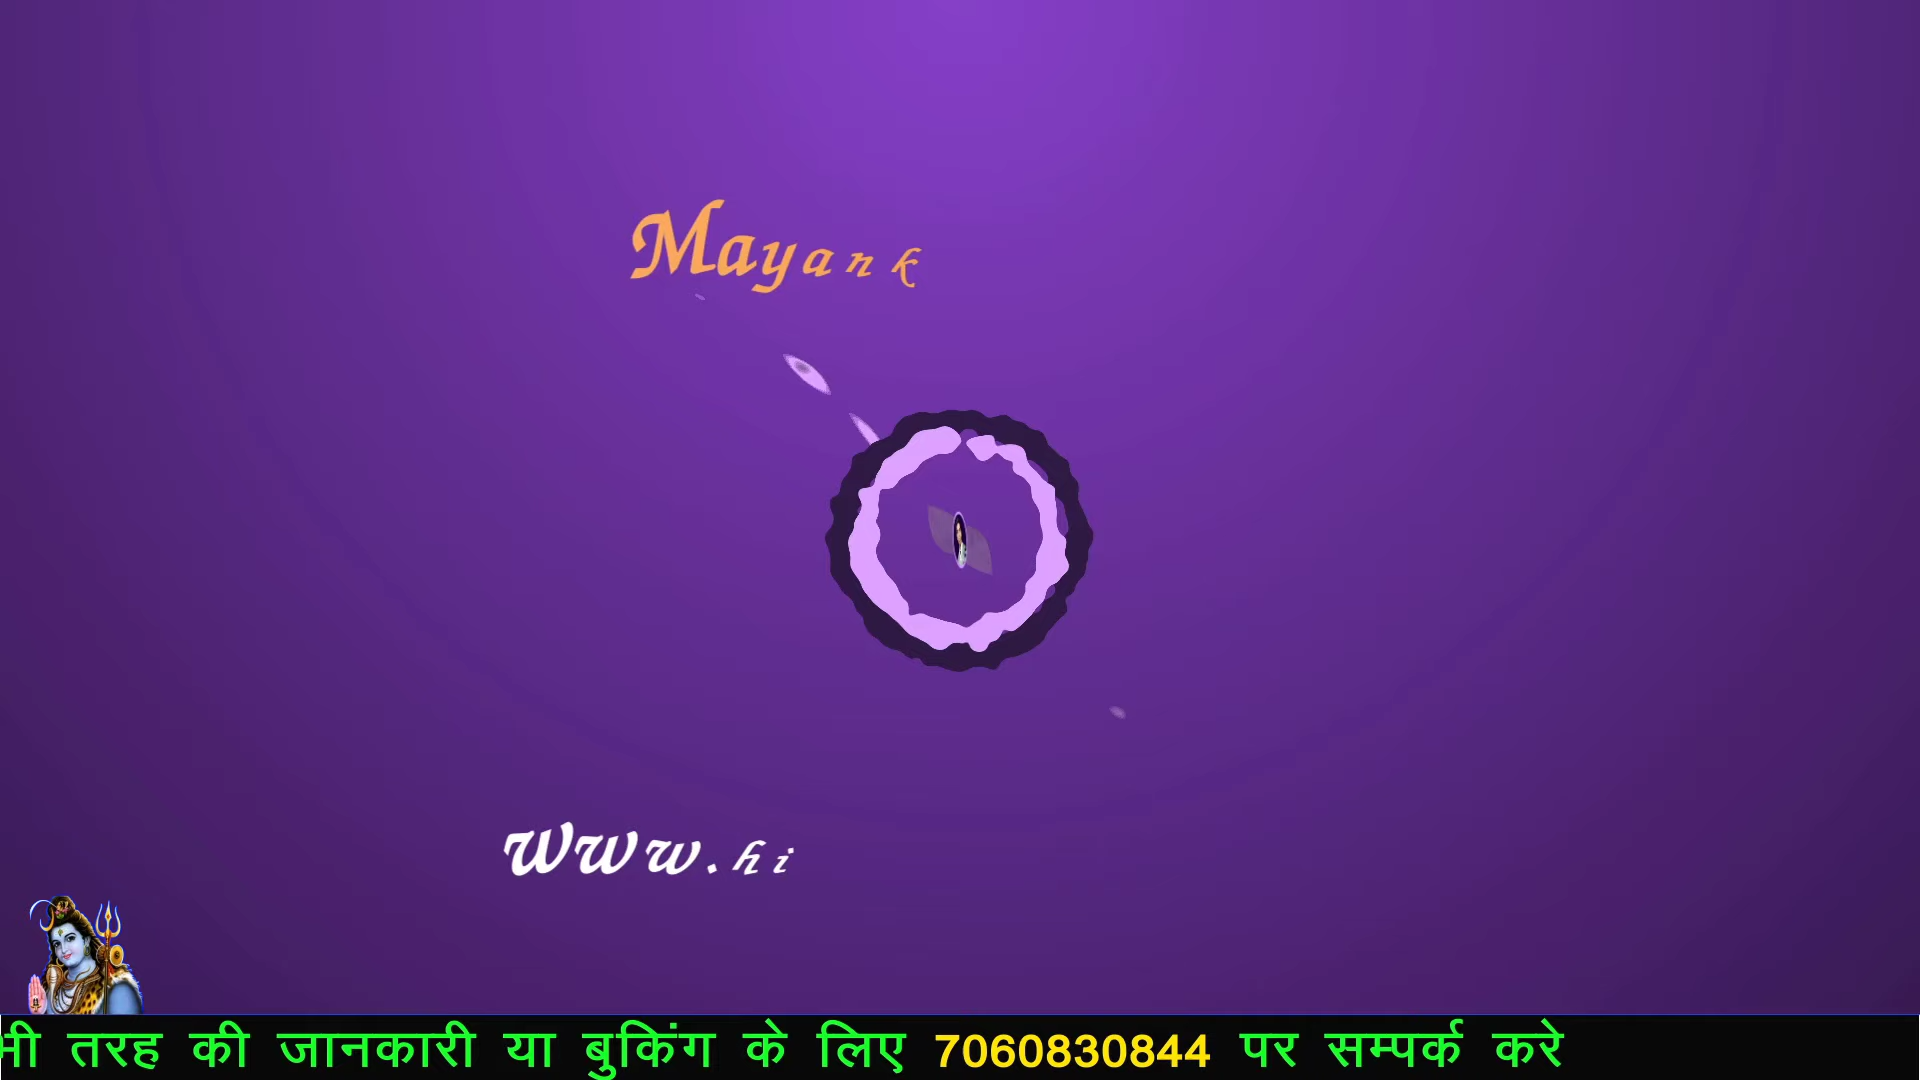 Mayank
www.hi
भी तरह की जानकारी या बुकिंग के लिए 7060830844 पर सम्पर्क करे